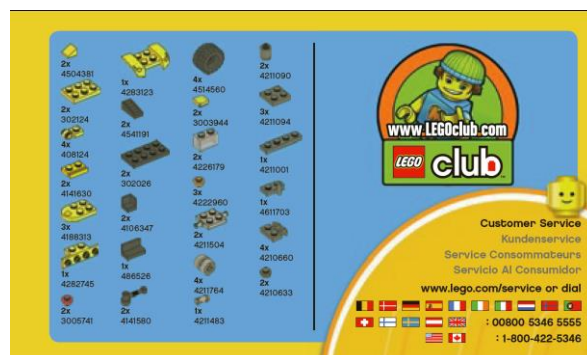 2x
4504381
2x
302124
4x
408124
2x
4141630
3x
4188313
1x
4282745
2x
3005741
1x
4283123
2x
4541191
2x
302026
2x
4106347
1x
486526
2x
4141580
4x
4514560
2x
3003944
2x
4226179
3x
4222960
2x
4211504
4x
4211764
1x
4211483
2x
4211090
3x
4211094
1x
4211001
1x
4611703
4x
4210660
2x
4210633
www.LEGOclub.com
LEGO club
Customer Service
Kundenservice
Service Consommateurs
Servicio Al Consumidor
www.lego.com/service or dial
: 00800 5346 5555
: 1-800-422-5346